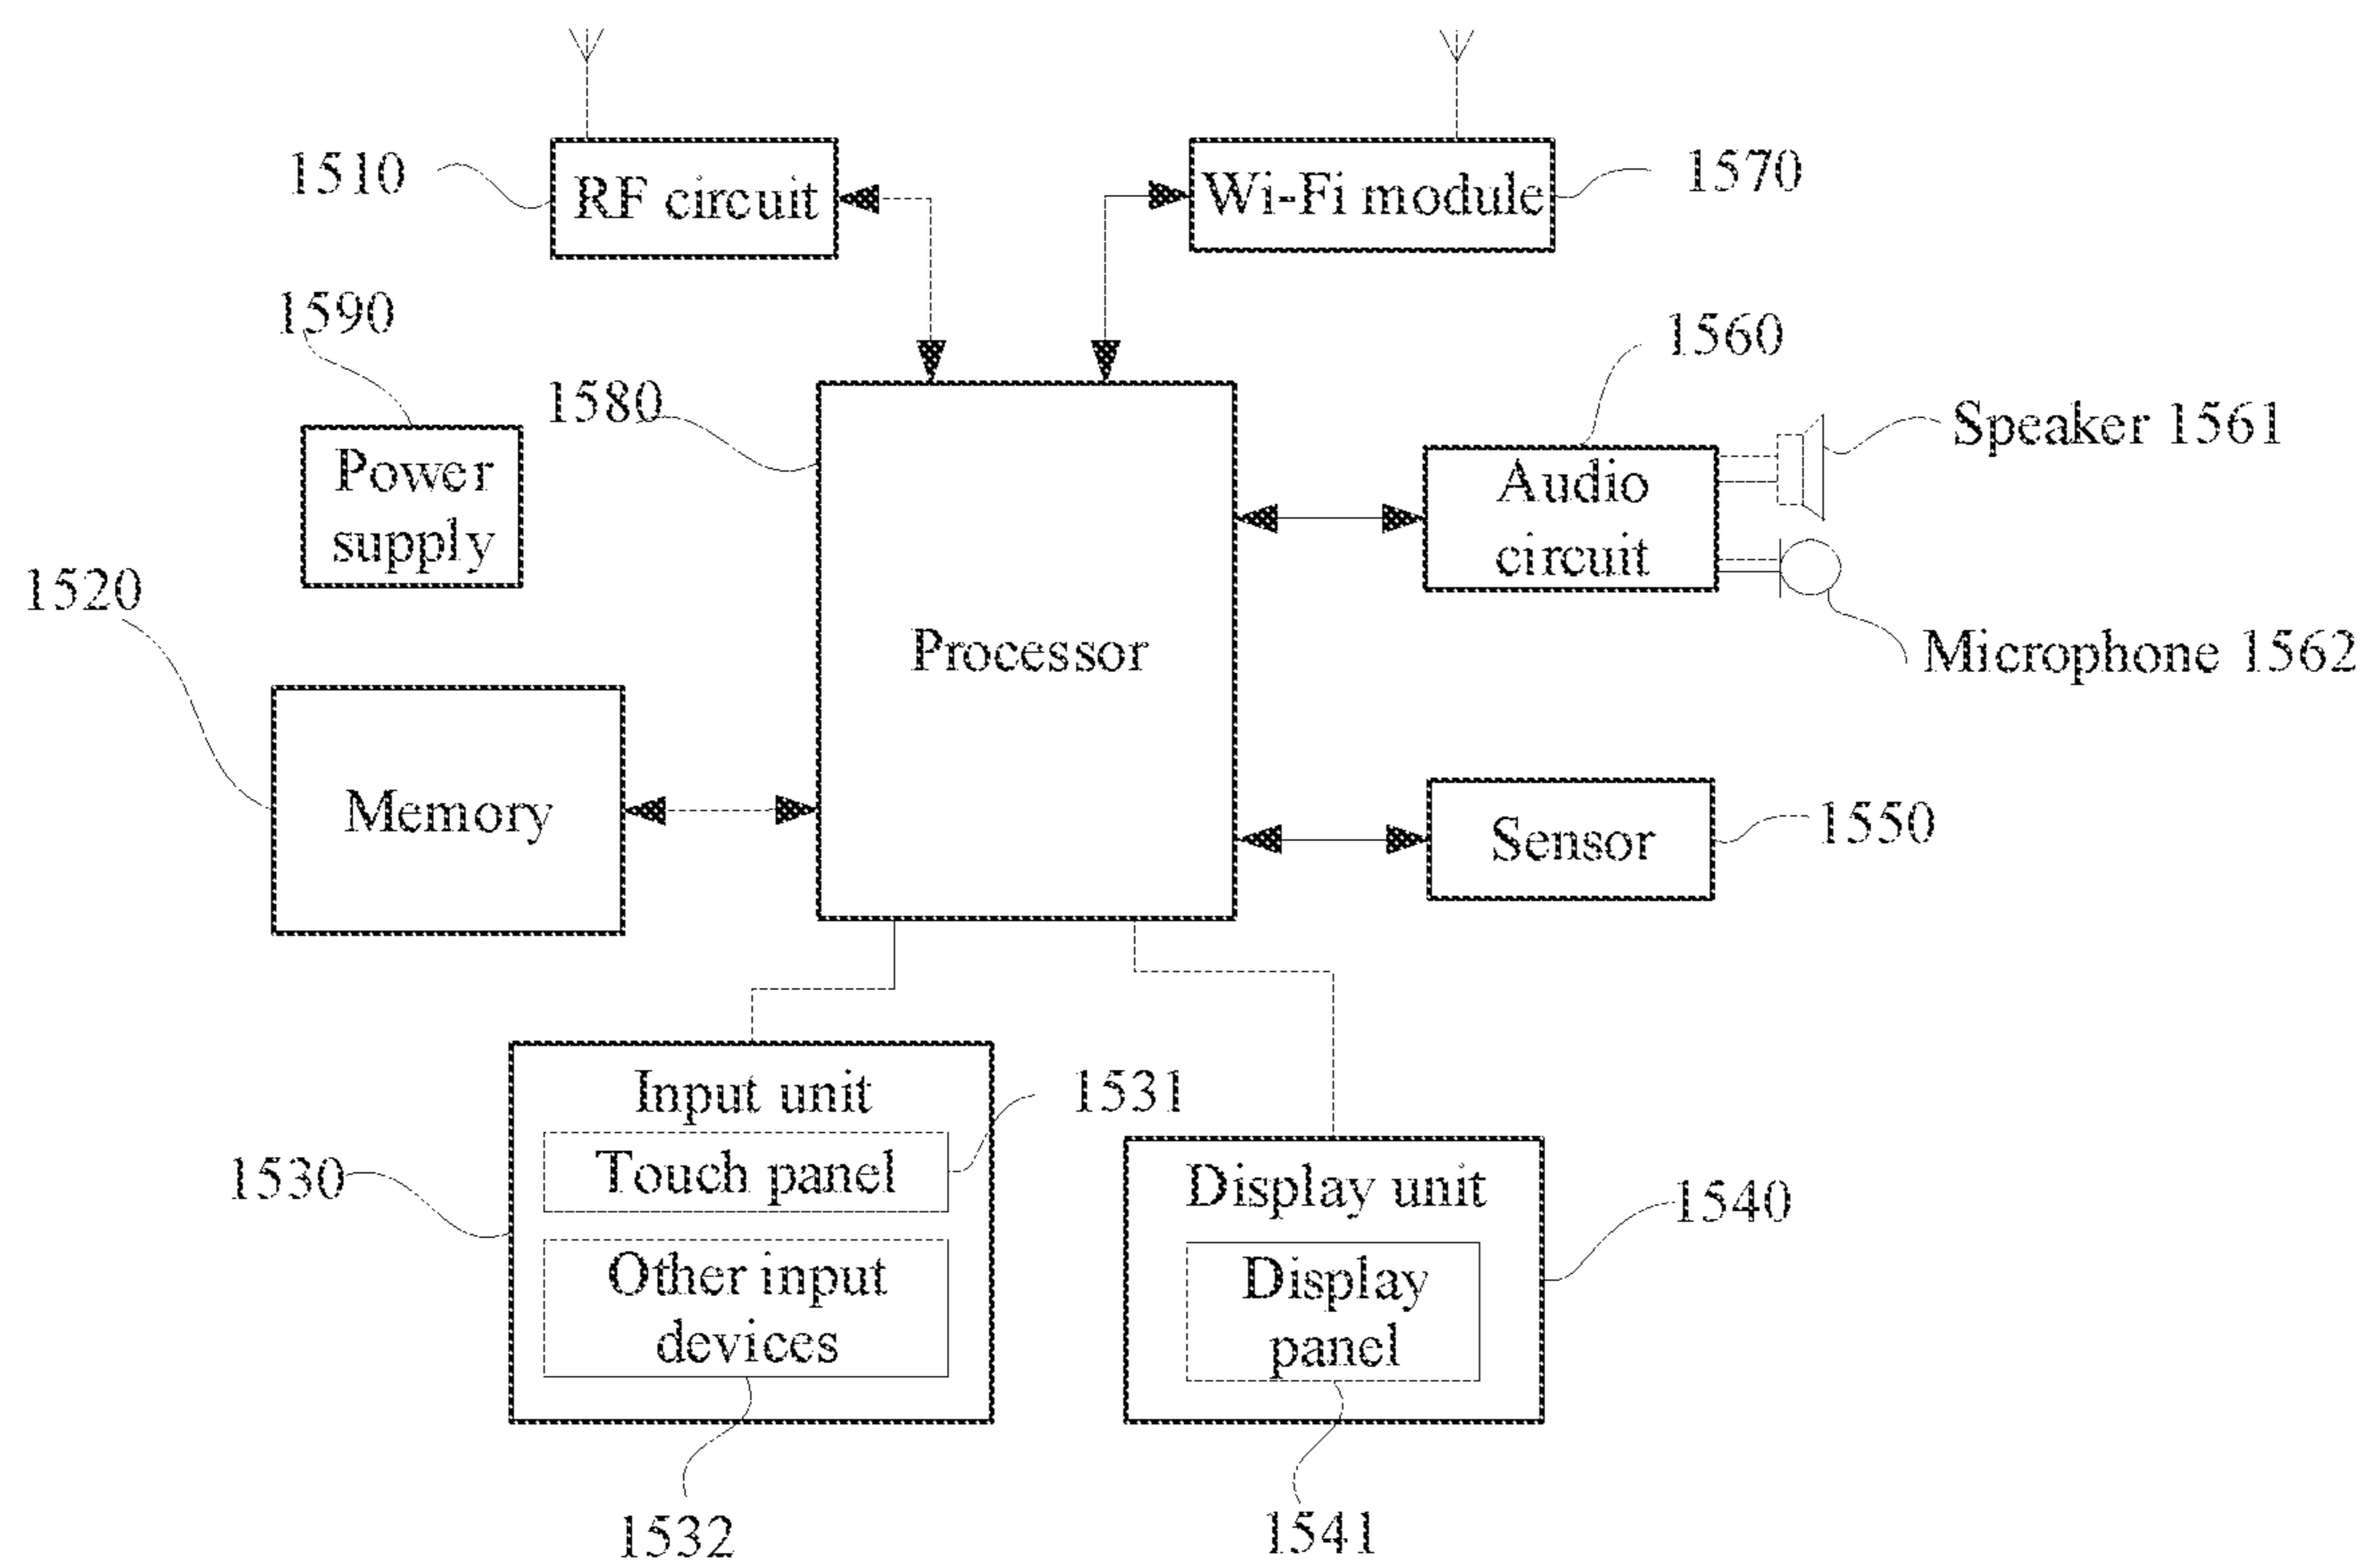 1510
RF circuit
Wi-Fi module
1570
1590
1580
1560
Power
supply
Audio
circuit
Speaker 1561
1520
Processor
Microphone 1562
Memory
Sensor
1550
Input unit
1531
Touch panel
1530
Other input
devices
Display unit
1540
Display
panel
1532
1541